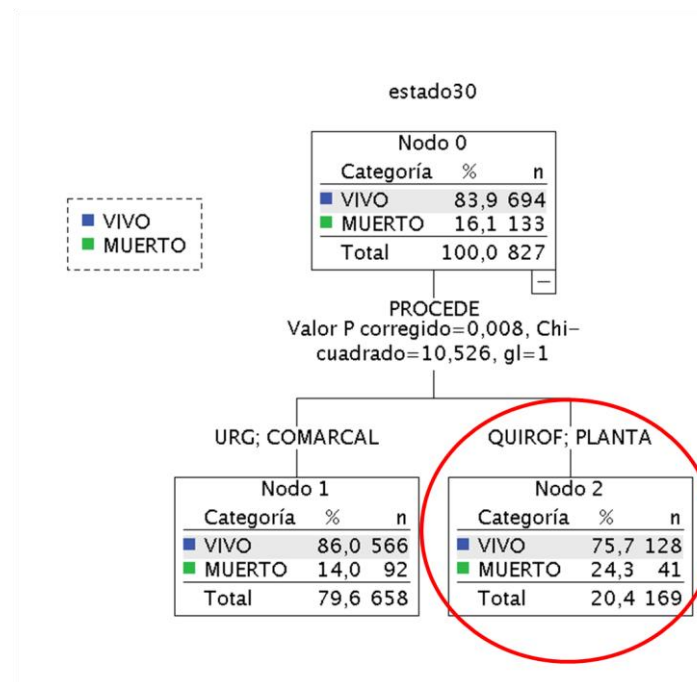 estado30
Nodo 0
Categoría % n
VIVO 83,9 694
MUERTO 16,1 133
Total 100,0 827
VIVO
MUERTO
PROCEDE
Valor P corregido=0,008, Chi-
cuadrado=10,526, gl=1
URG; COMARCAL
QUIROF; PLANTA
Nodo 1
Categoría % n
VIVO 86,0 566
MUERTO 14,0 92
Total 79,6 658
Nodo 2
Categoría % n
VIVO 75,7 128
MUERTO 24,3 41
Total 20,4 169